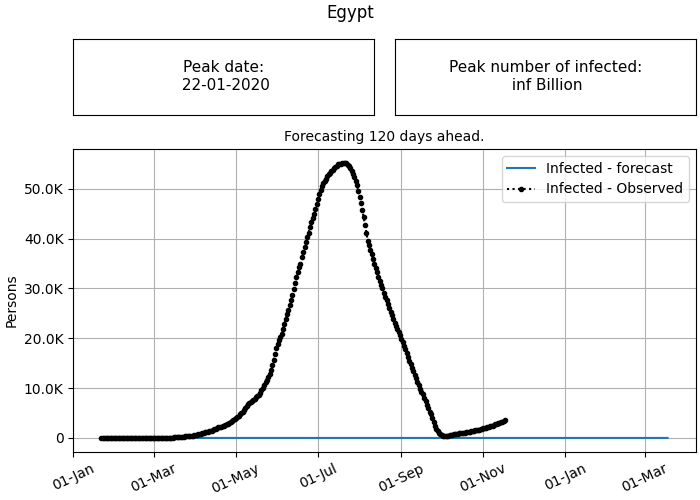 Egypt
Peak date:
22-01-2020
Peak number of infected:
inf Billion
Forecasting 120 days ahead.
Infected - forecast
Infected - Observed
50.0K
40.0K
30.0K
20.0K
10.0K
0
Persons
01-Jan
01-Mar
01-May
01-Jul
01-Sep
01-Nov
01-Jan
01-Mar